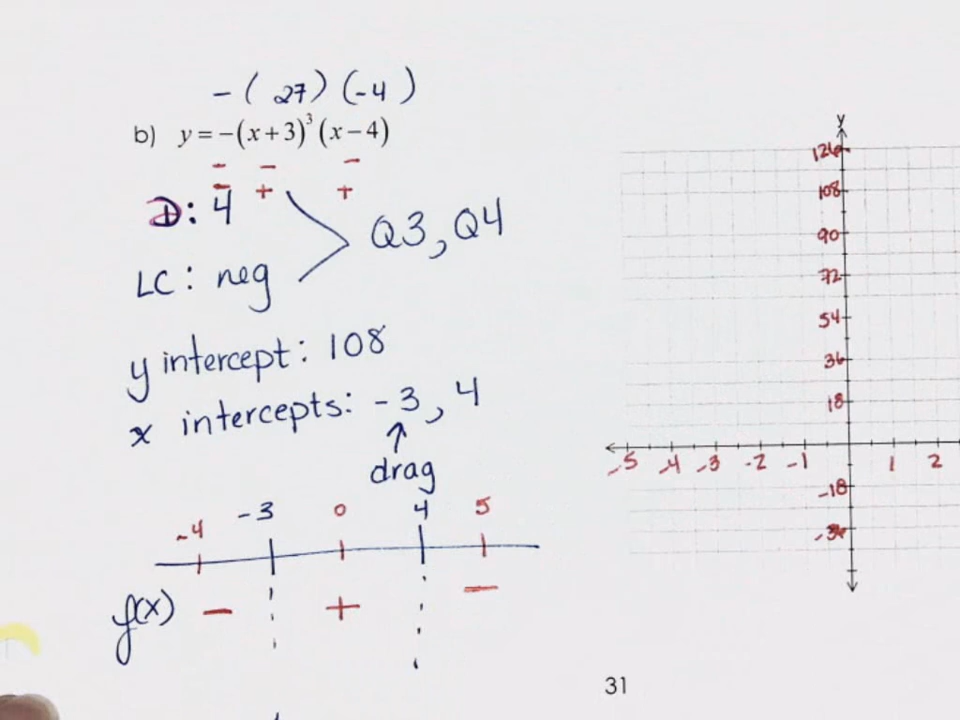 -( 27) (-4 )
b) y = -(x+3)³(x-4)
- - -
- + +
D: 4
Q3, Q4
LC: neg
y intercept: 108
x intercepts: -3, 4
↑
drag
-4 -3 0 4 5
f(x) - + -
y
126
108
90
72
54
36
18
-5 -4 -3 -2 -1 1 2
-18
-36
31